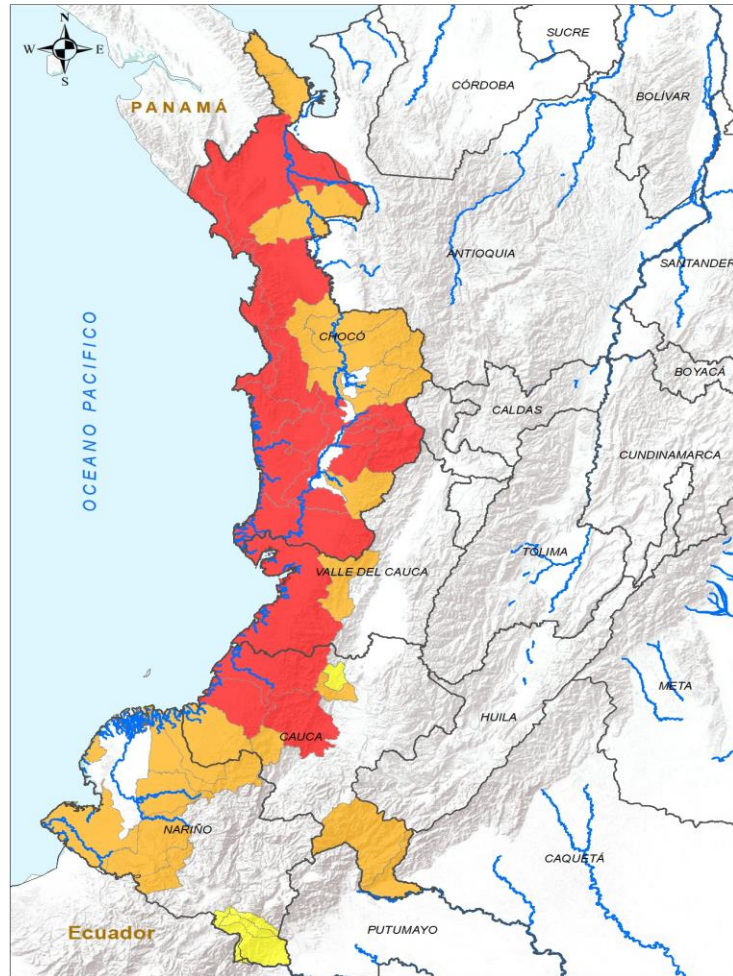 N
W E
S
SUCRE
CÓRDOBA
PANAMÁ
BOLÍVAR
ANTIOQUIA
SANTANDER
OCEANO PACIFICO
CHOCÓ
BOYACÁ
CALDAS
CUNDINAMARCA
TOLIMA
VALLE DEL CAUCA
META
HUILA
CAUCA
NARIÑO
CAQUETÁ
Ecuador
PUTUMAYO